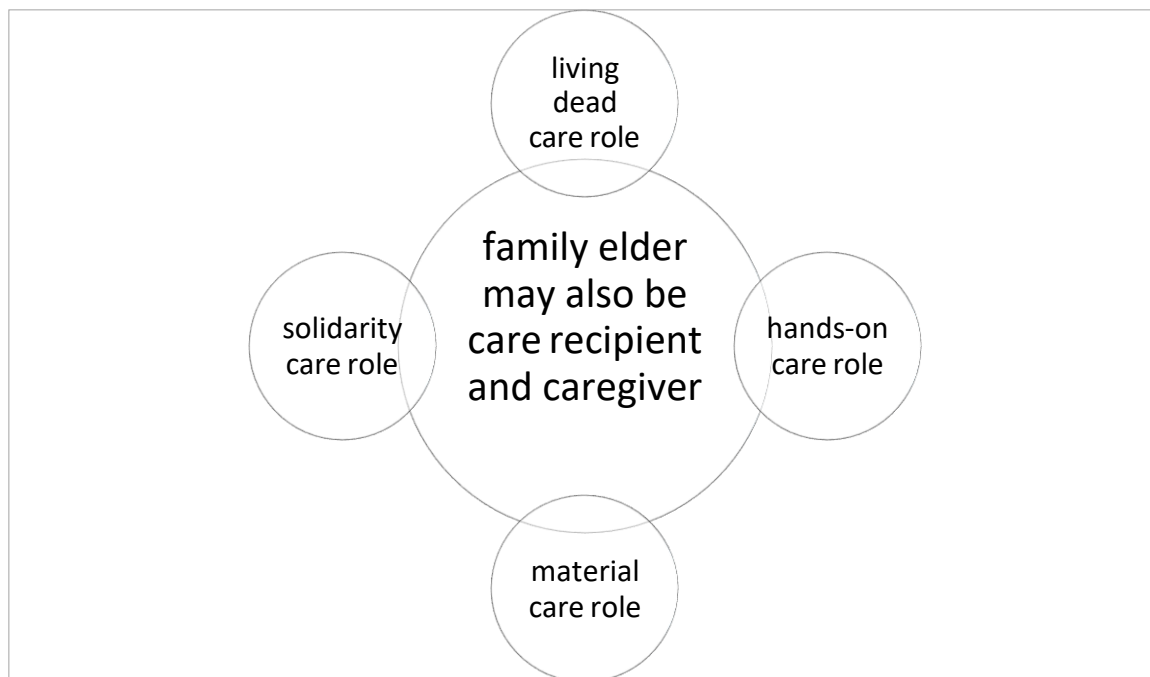 living
dead
care role
family elder
may also be
care recipient
and caregiver
solidarity
care role
hands-on
care role
material
care role